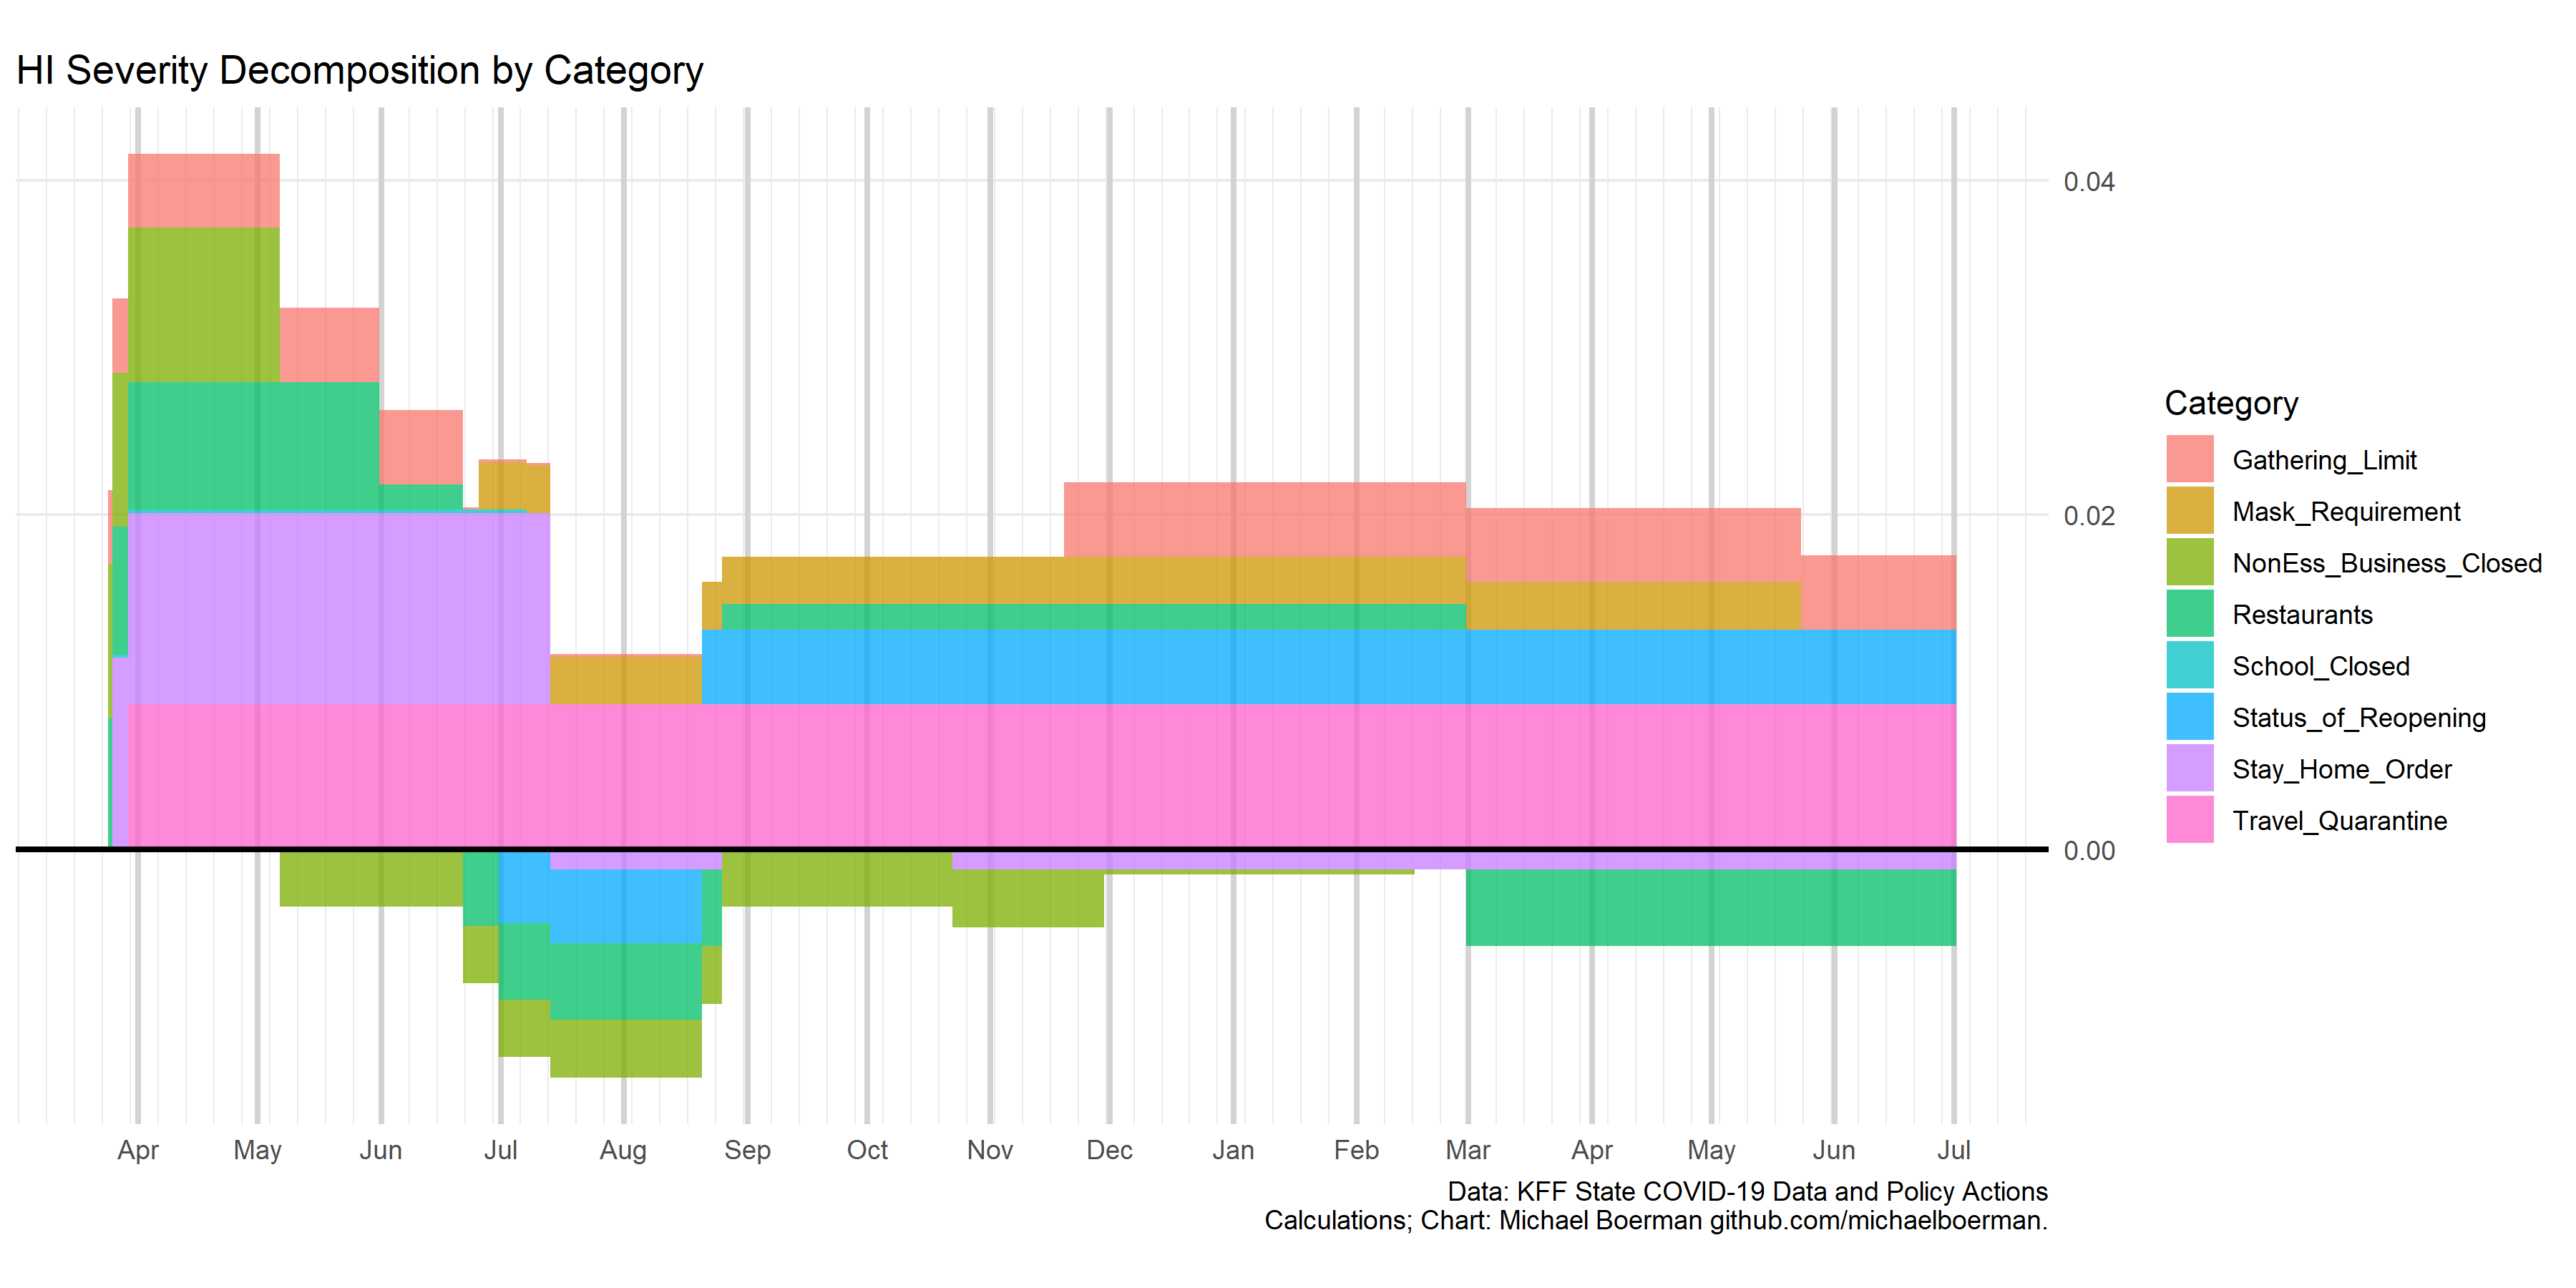 HI Severity Decomposition by Category
0.04
0.02
0.00
Category
Gathering_Limit
Mask_Requirement
NonEss_Business_Closed
Restaurants
School_Closed
Status_of_Reopening
Stay_Home_Order
Travel_Quarantine
Apr May Jun Jul Aug Sep Oct Nov Dec Jan Feb Mar Apr May Jun Jul
Data: KFF State COVID-19 Data and Policy Actions
Calculations; Chart: Michael Boerman github.com/michaelboerman.